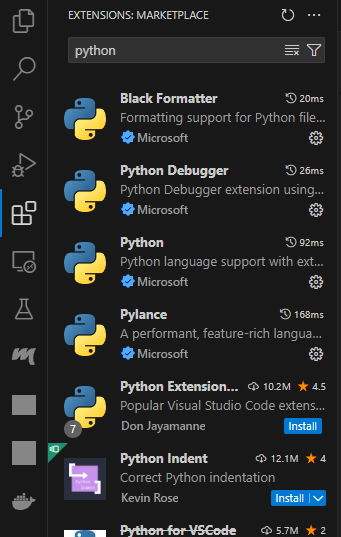 EXTENSIONS: MARKETPLACE
python
Black Formatter 20ms
Formatting support for Python file...
Microsoft
Python Debugger 26ms
Python Debugger extension using...
Microsoft
Python 92ms
Python language support with ext...
Microsoft
Pylance 168ms
A performant, feature-rich langua...
Microsoft
Python Extension... 10.2M 4.5
Popular Visual Studio Code extens...
7
Don Jayamanne Install
Python Indent 12.1M 4
Correct Python indentation
Kevin Rose Install
Python for VSCode 5.7M 2